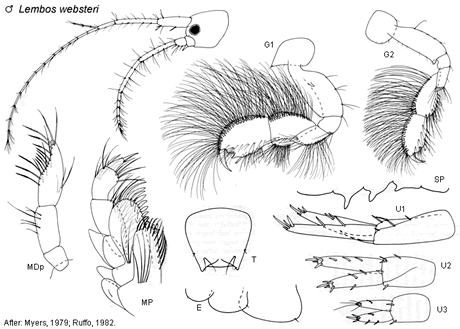 ♂ Lembos websteri
G1
G2
SP
U1
MDp
MP
T
E
U2
U3
After: Myers, 1979; Ruffo, 1982.